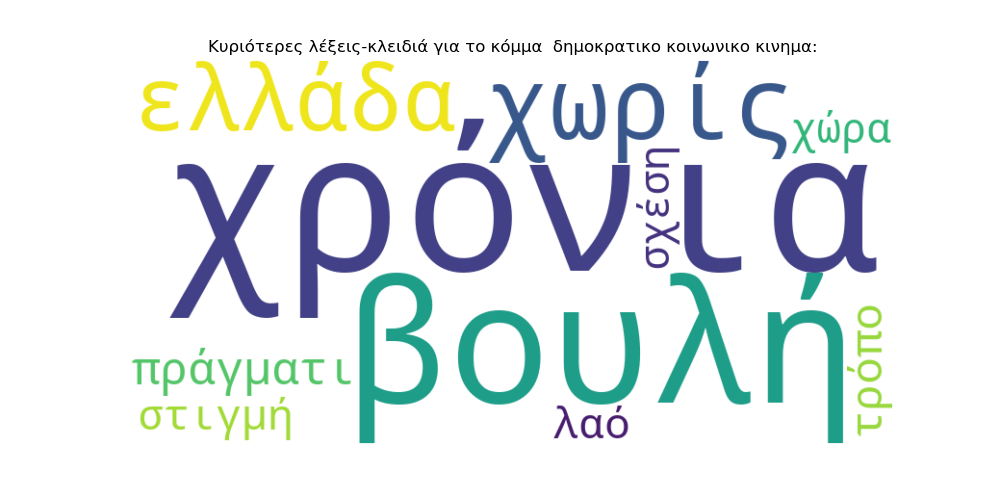 Κυριότερες λέξεις-κλειδιά για το κόμμα  δημοκρατικο κοινωνικο κινημα:
ελλάδα
χωρίς
χώρα
χρόνια
σχέση
βουλή
πράγματι
στιγμή
λαό
τρόπο